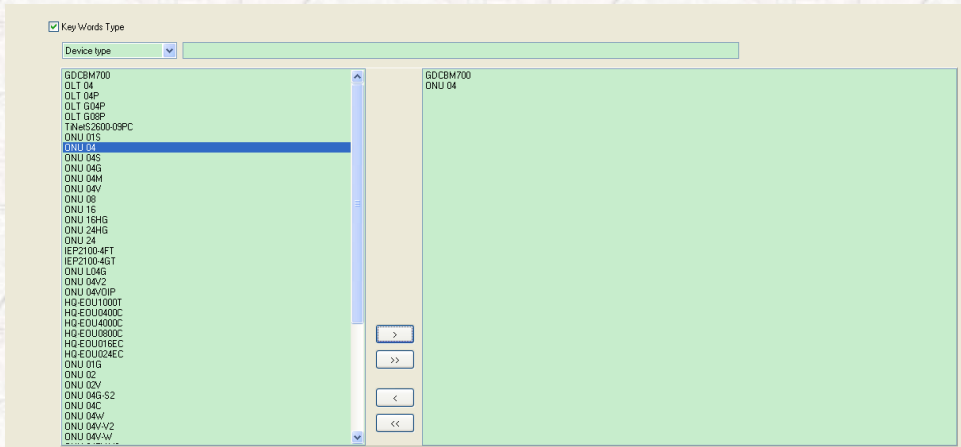 Key Words Type
Device type
GDCBM700
OLT 04
OLT 04P
OLT G04P
OLT G08P
TiNetS2600-09PC
ONU 01S
ONU 04
ONU 04S
ONU 04G
ONU 04M
ONU 04V
ONU 08
ONU 16
ONU 16HG
ONU 24HG
ONU 24
IEP2100-4FT
IEP2100-4GT
ONU L04G
ONU 04V2
ONU 04VOIP
HQ-EOU1000T
HQ-EOU0400C
HQ-EOU4000C
HQ-EOU0800C
HQ-EOU016EC
HQ-EOU024EC
ONU 01G
ONU 02
ONU 02V
ONU 04G-S2
ONU 04C
ONU 04W
ONU 04V-V2
ONU 04V-W
>
>>
<
<<
GDCBM700
ONU 04